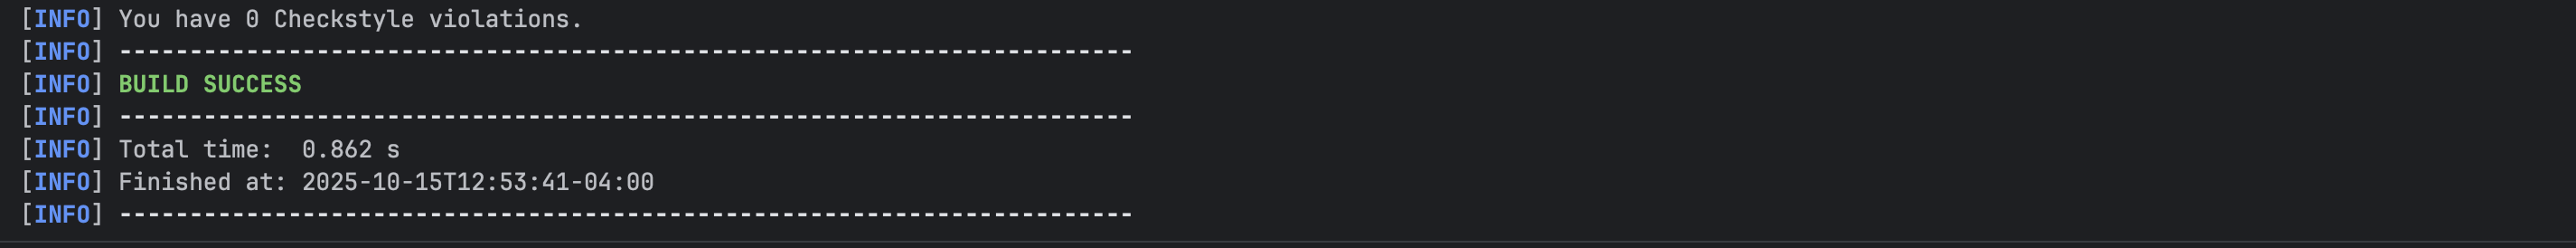 [INFO] You have 0 Checkstyle violations.
[INFO] ------------------------------------------------------------------------
[INFO] BUILD SUCCESS
[INFO] ------------------------------------------------------------------------
[INFO] Total time:  0.862 s
[INFO] Finished at: 2025-10-15T12:53:41-04:00
[INFO] ------------------------------------------------------------------------